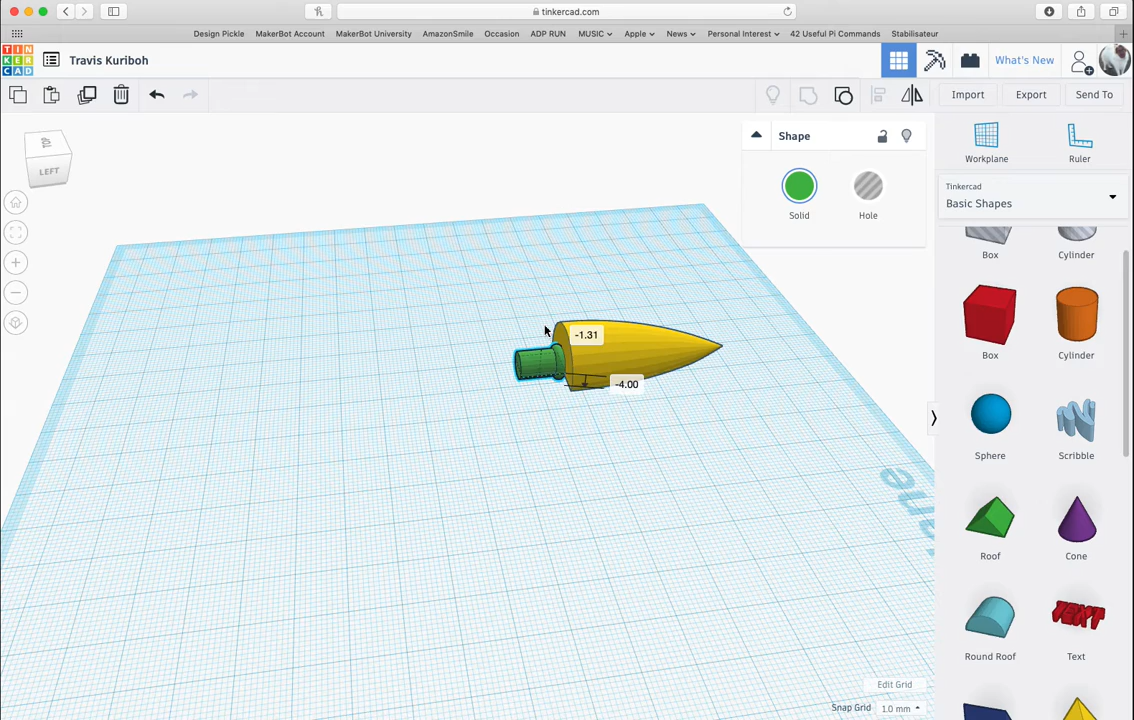 tinkercad.com
Design Pickle MakerBot Account MakerBot University AmazonSmile Occasion ADP RUN MUSIC Apple News Personal Interest 42 Useful Pi Commands Stabilisateur
TIN
KER
CAD
Travis Kuriboh
What's New
Import
Export
Send To
TOP
LEFT
Shape
Solid
Hole
Workplane
Ruler
Tinkercad
Basic Shapes
Box
Cylinder
Box
Cylinder
Sphere
Scribble
Roof
Cone
TEXT
Round Roof
Text
-1.31
-4.00
Edit Grid
Snap Grid 1.0 mm